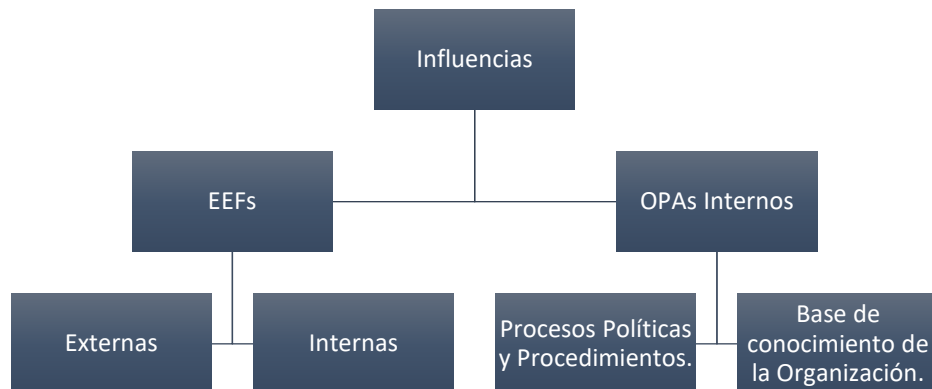 Influencias
EEFs
OPAs Internos
Externas
Internas
Procesos Políticas
y Procedimientos.
Base de
conocimiento de
la Organización.